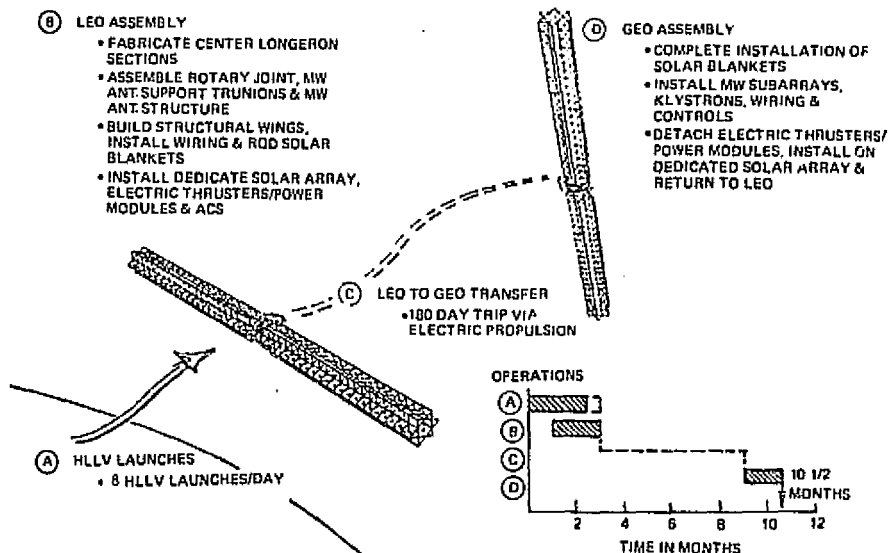 B LEO ASSEMBLY
• FABRICATE CENTER LONGERON
SECTIONS
• ASSEMBLE ROTARY JOINT, MW
ANT. SUPPORT TRUNIONS & MW
ANT STRUCTURE
• BUILD STRUCTURAL WINGS,
INSTALL WIRING & ROD SOLAR
BLANKETS
• INSTALL DEDICATE SOLAR ARRAY,
ELECTRIC THRUSTERS/POWER
MODULES & ACS
D GEO ASSEMBLY
• COMPLETE INSTALLATION OF
SOLAR BLANKETS
• INSTALL MW SUBARRAYS,
KLYSTRONS, WIRING &
CONTROLS
• DETACH ELECTRIC THRUSTERS/
POWER MODULES, INSTALL ON
DEDICATED SOLAR ARRAY &
RETURN TO LEO
C LEO TO GEO TRANSFER
• 180 DAY TRIP VIA
ELECTRIC PROPULSION
A HLLV LAUNCHES
• 8 HLLV LAUNCHES/DAY
OPERATIONS
A
B
C
D
10 1/2
MONTHS
2 4 6 8 10 12
TIME IN MONTHS